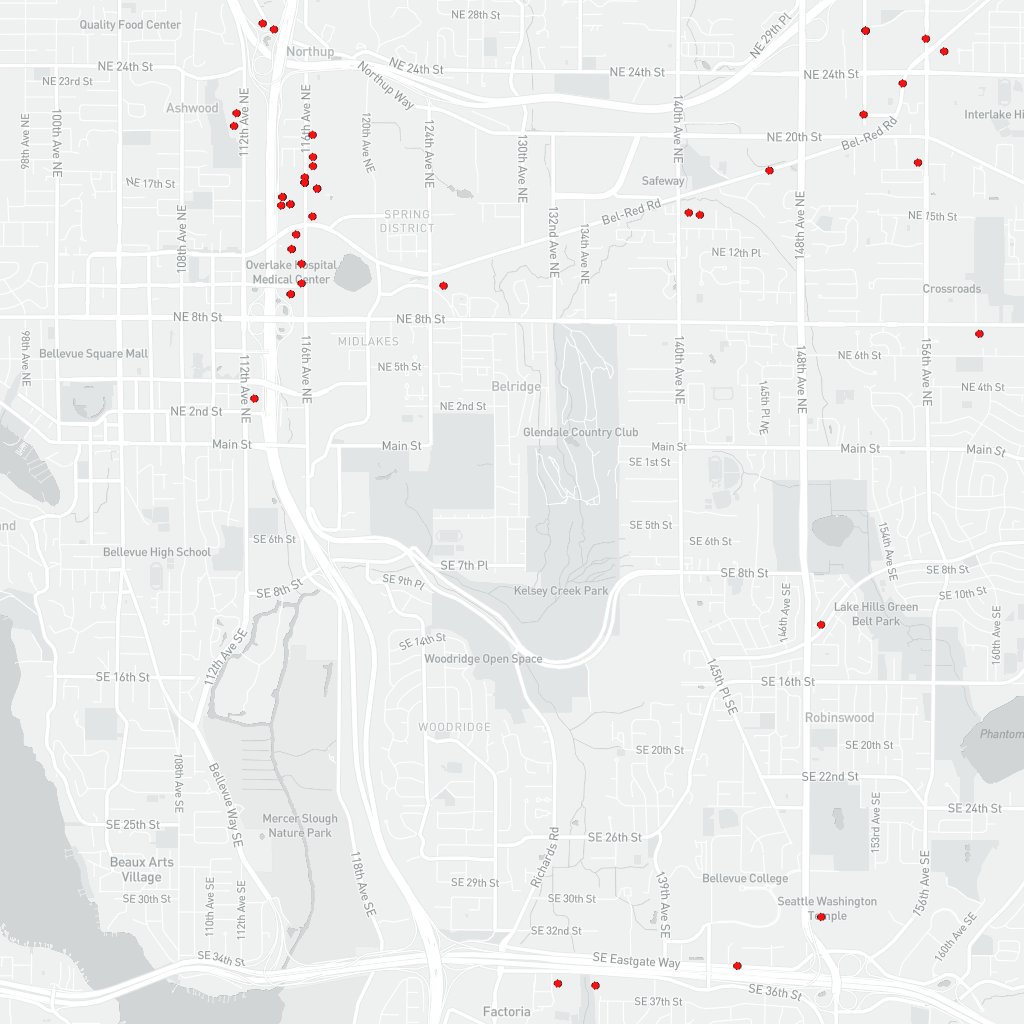 NE 28th St
Quality Food Center
NE 29th Pl
Northup
NE 24th St
NE 24th St
NE 24th St
NE 24th St
NE 23rd St
Northup Way
Ashwood
100th Ave NE
112th Ave NE
116th Ave NE
120th Ave NE
124th Ave NE
140th Ave NE
Interlake Hi
98th Ave NE
130th Ave NE
NE 20th St
Bel-Red Rd
NE 17th St
Safeway
SPRING
DISTRICT
Bel-Red Rd
NE 15th St
108th Ave NE
132nd Ave NE
134th Ave NE
148th Ave NE
NE 12th Pl
Overlake Hospital
Medical Center
Crossroads
NE 8th St
NE 8th St
98th Ave NE
Bellevue Square Mall
MIDLAKES
116th Ave NE
140th Ave NE
148th Ave NE
156th Ave NE
NE 6th St
NE 5th St
112th Ave NE
Belridge
145th Pl NE
NE 4th St
NE 2nd St
NE 2nd St
Glendale Country Club
Main St
Main St
Main St
Main St
Main St
SE 1st St
and
SE 5th St
SE 6th St
SE 6th St
154th Ave SE
Bellevue High School
SE 7th Pl
SE 8th St
SE 8th St
SE 8th St
SE 9th Pl
Kelsey Creek Park
SE 10th St
146th Ave SE
Lake Hills Green
Belt Park
160th Ave SE
SE 14th St
112th Ave SE
Woodridge Open Space
SE 16th St
145th Pl SE
SE 16th St
WOODRIDGE
Robinswood
Phantom
SE 20th St
SE 20th St
108th Ave SE
Bellevue Way SE
SE 22nd St
SE 24th St
Mercer Slough
Nature Park
SE 25th St
153rd Ave SE
SE 26th St
Beaux Arts
Village
118th Ave SE
Richards Rd
139th Ave SE
Bellevue College
156th Ave SE
SE 29th St
110th Ave SE
112th Ave SE
SE 30th St
SE 30th St
Seattle Washington
Temple
160th Ave SE
SE 32nd St
SE 34th St
SE Eastgate Way
SE 36th St
SE 37th St
Factoria